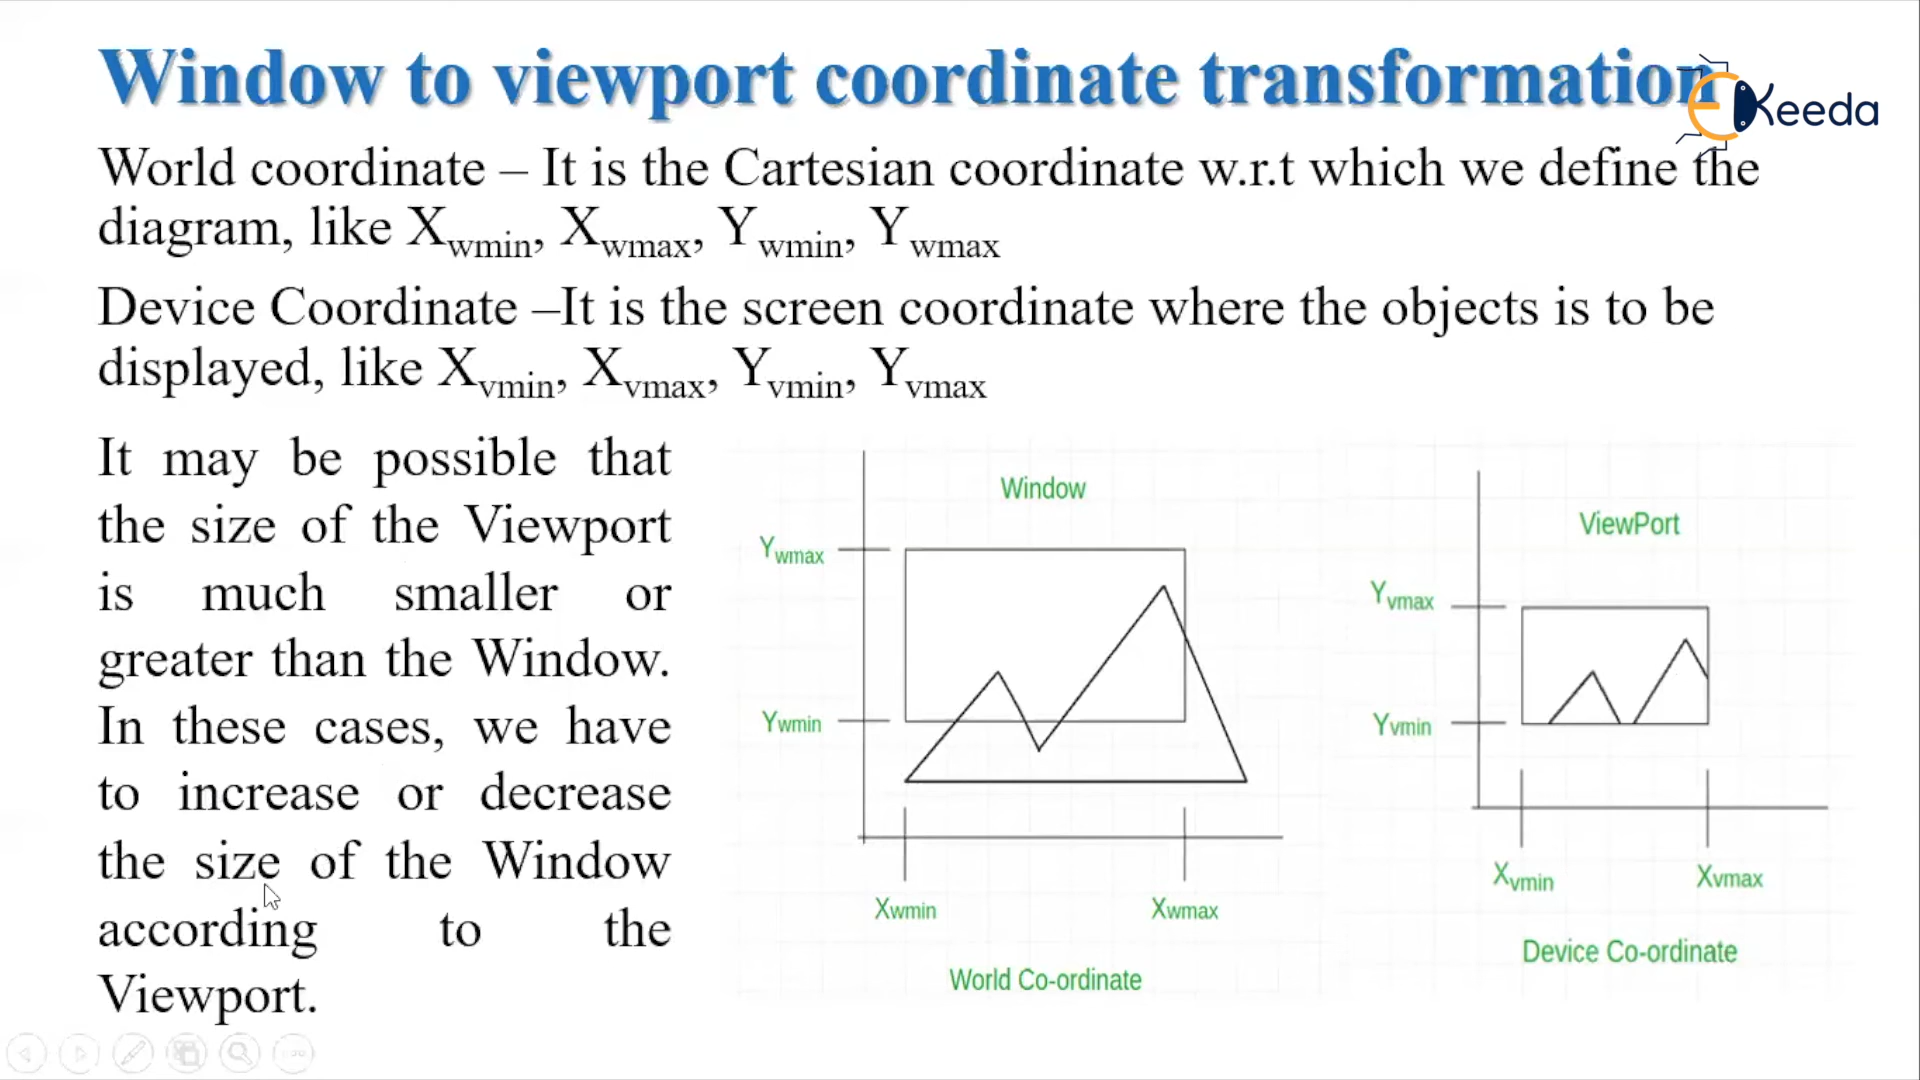 Window to viewport coordinate transformation
eKeeda
World coordinate – It is the Cartesian coordinate w.r.t which we define the
diagram, like Xwmin, Xwmax, Ywmin, Ywmax
Device Coordinate –It is the screen coordinate where the objects is to be
displayed, like Xvmin, Xvmax, Yvmin, Yvmax
It may be possible that
the size of the Viewport
is much smaller or
greater than the Window.
In these cases, we have
to increase or decrease
the size of the Window
according to the
Viewport.
Window
Ywmax
Ywmin
Xwmin
Xwmax
World Co-ordinate
ViewPort
Yvmax
Yvmin
Xvmin
Xvmax
Device Co-ordinate